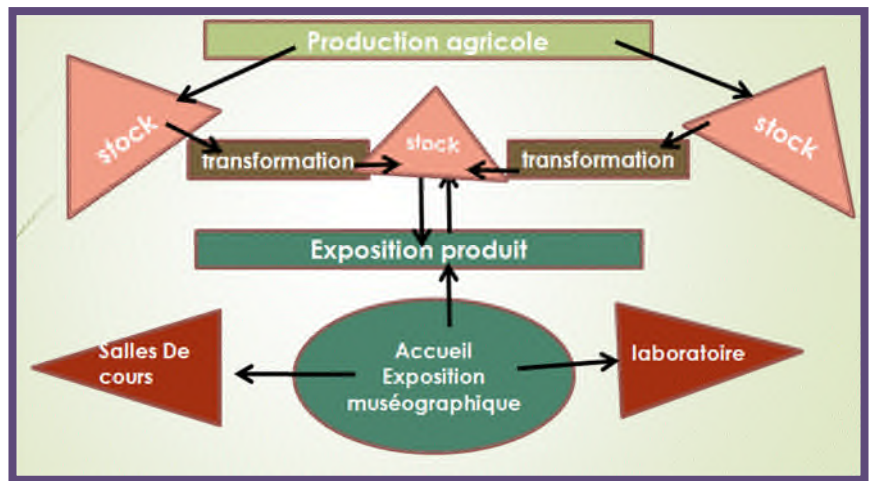 Production agricole
stock
stock
stock
transformation
transformation
Exposition produit
Salles De
cours
Accueil
Exposition
muséographique
laboratoire